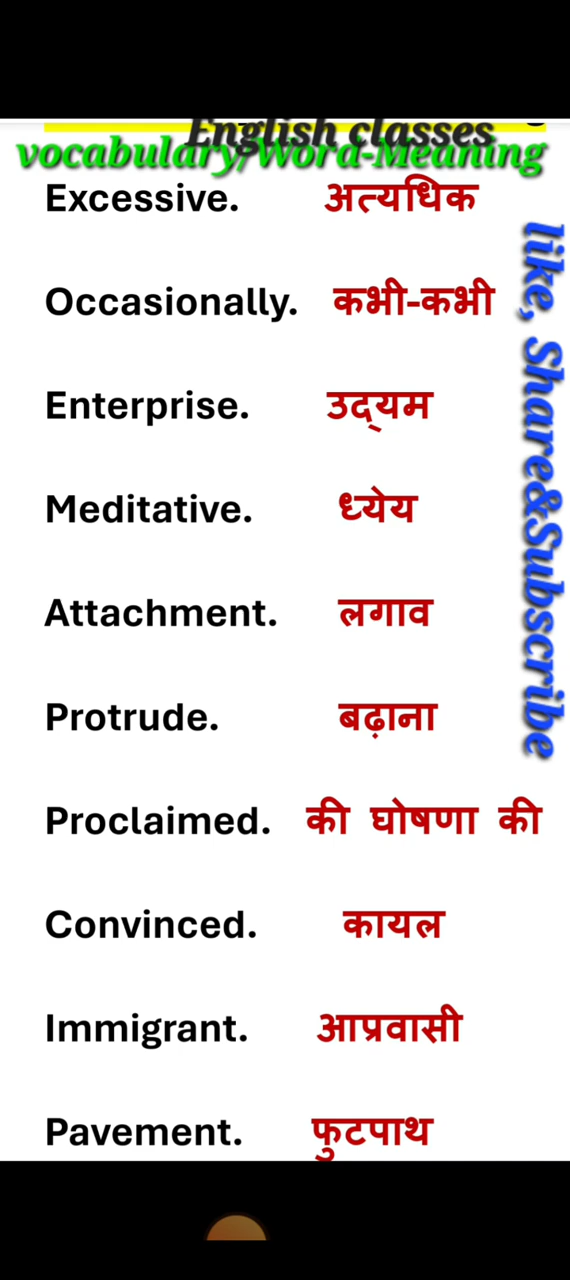 English classes
vocabulary/Word-Meaning
Excessive. अत्यधिक
Occasionally. कभी-कभी
Enterprise. उद्यम
Meditative. ध्येय
Attachment. लगाव
Protrude. बढ़ाना
Proclaimed. की घोषणा की
Convinced. कायल
Immigrant. आप्रवासी
Pavement. फुटपाथ
like, Share&Subscribe